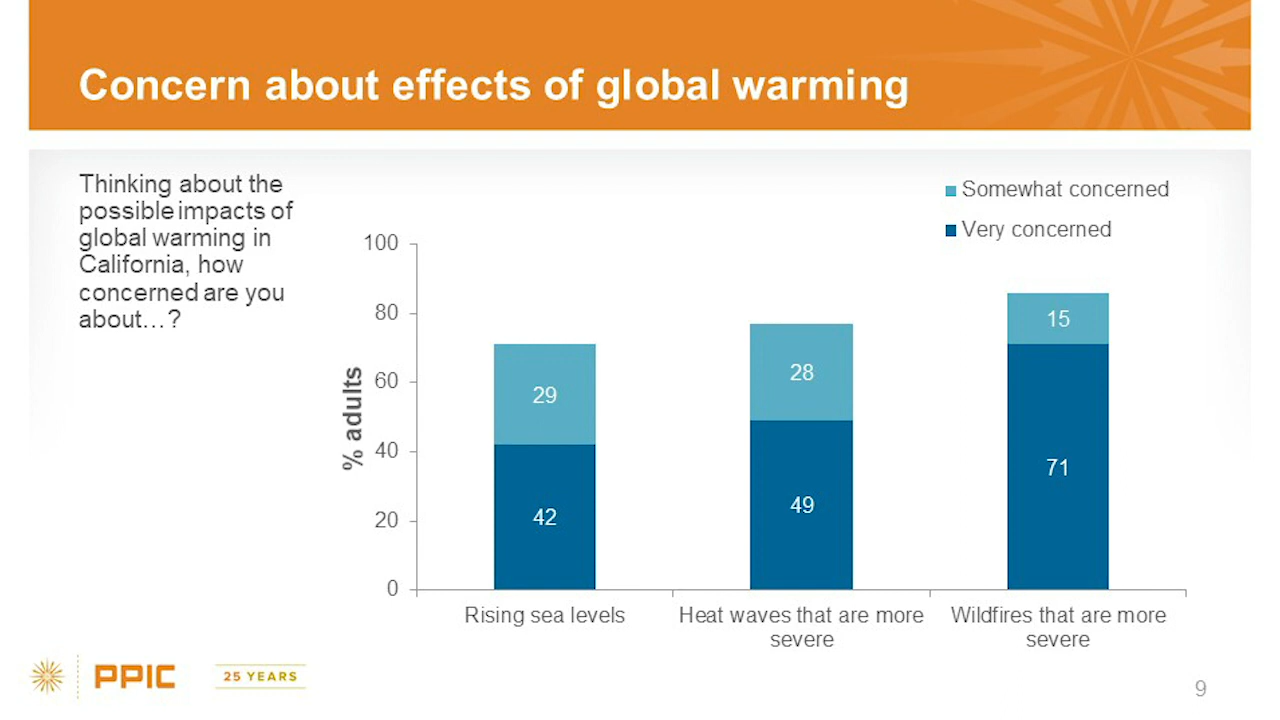 Concern about effects of global warming
Thinking about the
possible impacts of
global warming in
California, how
concerned are you
about…?
Somewhat concerned
Very concerned
% adults
100
80
60
40
20
0
29
42
28
49
15
71
Rising sea levels
Heat waves that are more
severe
Wildfires that are more
severe
PPIC
25 YEARS
9